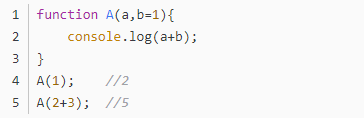 1 function A(a,b=1){
2     console.log(a+b);
3 }
4 A(1);    //2
5 A(2+3);  //5